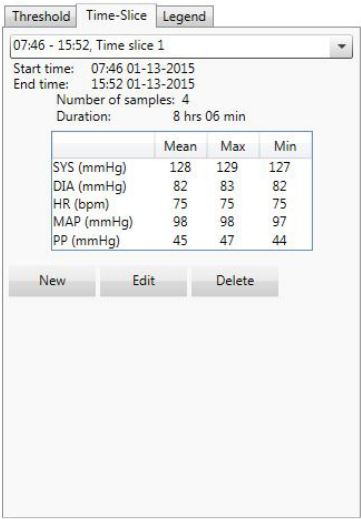 Threshold Time-Slice Legend
07:46 - 15:52, Time slice 1
Start time: 07:46 01-13-2015
End time: 15:52 01-13-2015
Number of samples: 4
Duration: 8 hrs 06 min
Mean Max Min
SYS (mmHg) 128 129 127
DIA (mmHg) 82 83 82
HR (bpm) 75 75 75
MAP (mmHg) 98 98 97
PP (mmHg) 45 47 44
New Edit Delete